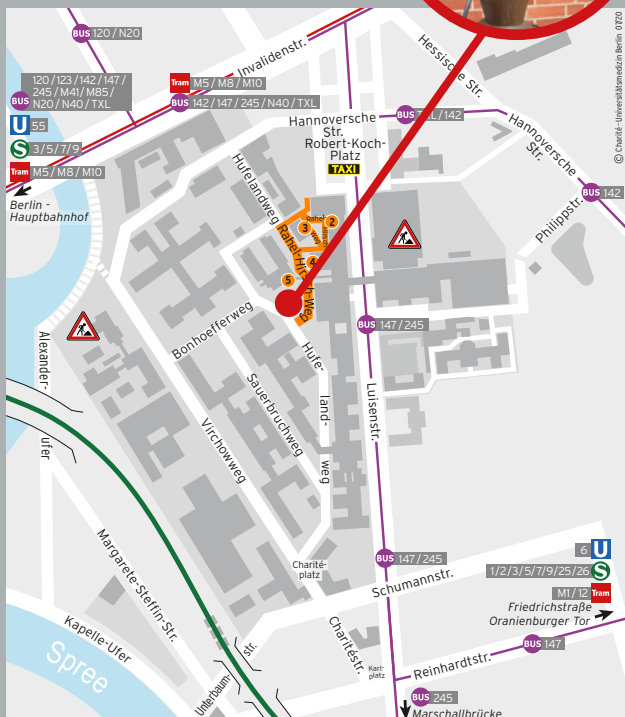 BUS 120 / N20
Invalidenstr.
120 / 123 / 142 / 147 /
245 / M41/ M85 /
N20 / N40 / TXL
BUS
U 55
S 3 / 5 / 7 / 9
Tram M5 / M8 / M10
Berlin -
Hauptbahnhof
Tram M5 / M8 / M10
BUS 142 / 147 / 245 / N40 / TXL
Hessische Str.
© Charité - Universitätsmedizin Berlin 07/20
Hannoversche
Str.
BUS TXL / 142
Robert-Koch-
Platz
TAXI
Hannoversche
Str.
BUS 142
Philippstr.
Hufelandweg
Rahel-
Hirsch-
Weg
2
3
4
5
Rahel-Hirsch-Weg
Bonhoefferweg
BUS 147 / 245
Alexander-
ufer
Hufe-
land-
weg
Sauerbruchweg
Virchowweg
Luisenstr.
Charité-
platz
BUS 147 / 245
Schumannstr.
6 U
1/2/3/5/7/9/25/26 S
M1 / 12 Tram
Friedrichstraße
Oranienburger Tor
Margarete-Steffin-Str.
Kapelle-Ufer
Spree
Unterbaum-
str.
Charitéstr.
Karl-
platz
Reinhardtstr.
BUS 147
BUS 245
Marschallbrücke